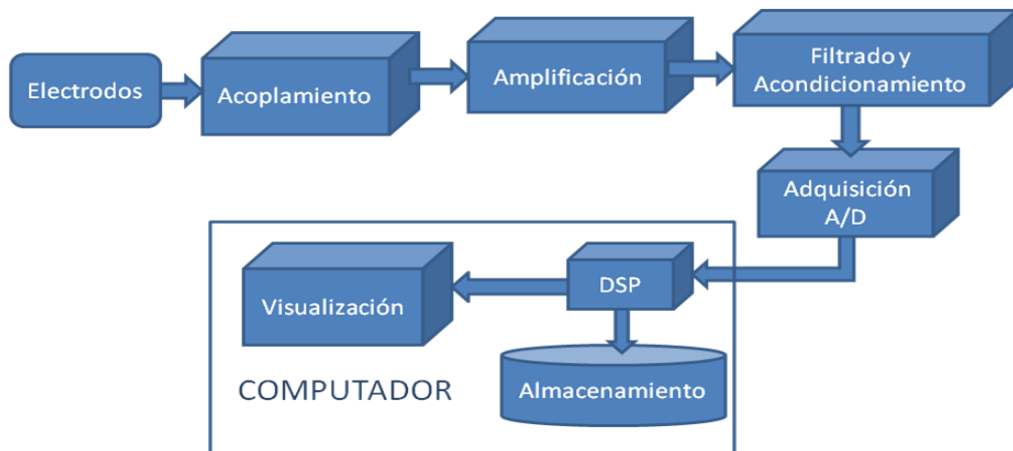 Electrodos
Acoplamiento
Amplificación
Filtrado y
Acondicionamiento
Adquisición
A/D
DSP
Visualización
Almacenamiento
COMPUTADOR